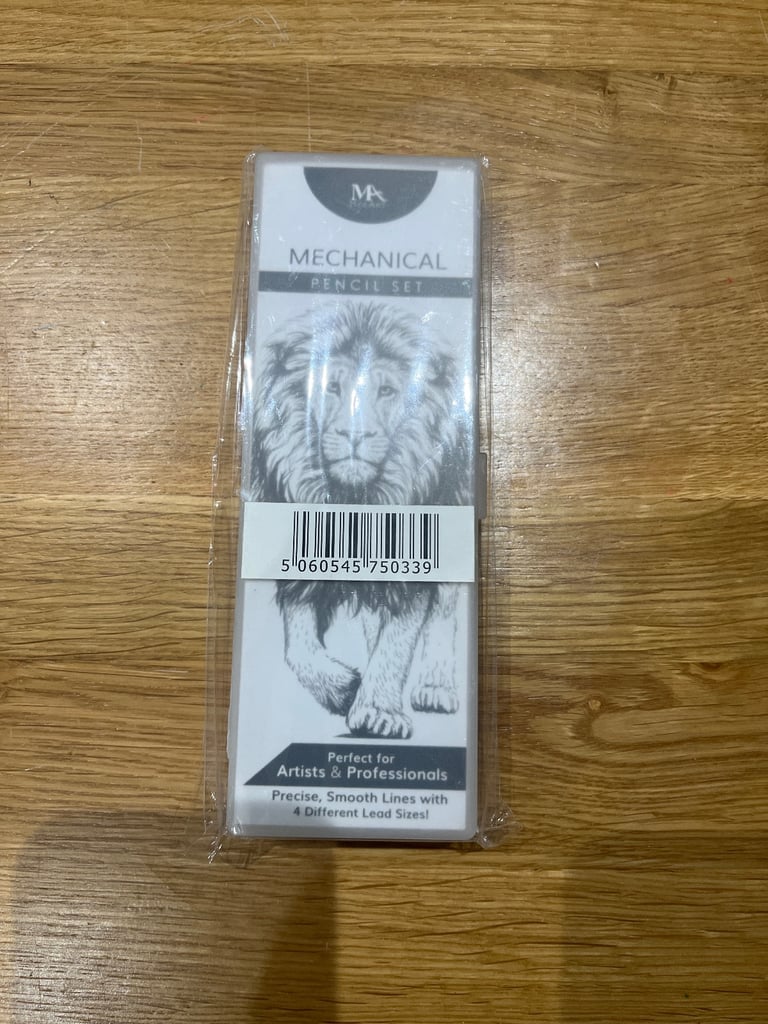 MA
MECHANICAL
PENCIL SET
5 060545 750339
Perfect for
Artists & Professionals
Precise, Smooth Lines with
4 Different Lead Sizes!